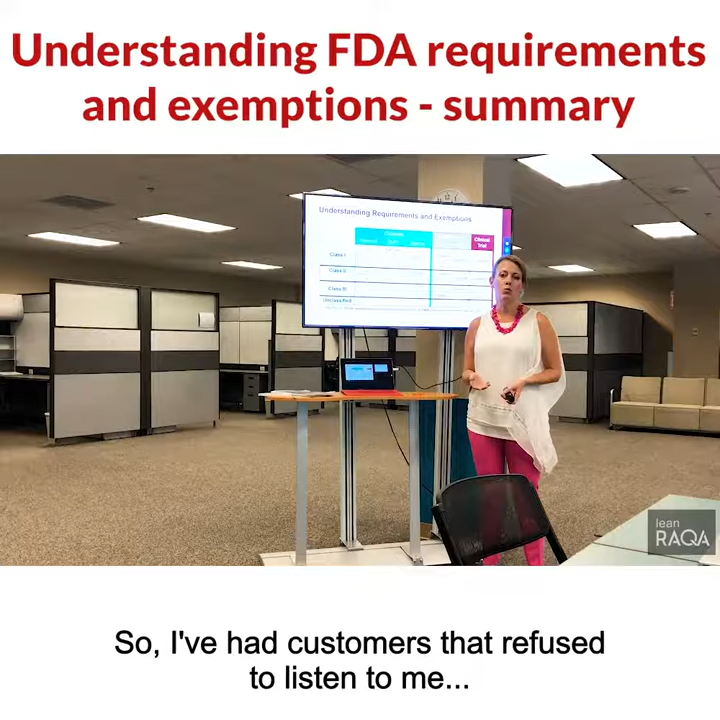 Understanding FDA requirements
and exemptions - summary
Understanding Requirements and Exemptions
Clinical
Trial
Class I
Class II
Class III
Unclassified
lean
RAQA
So, I've had customers that refused
to listen to me...